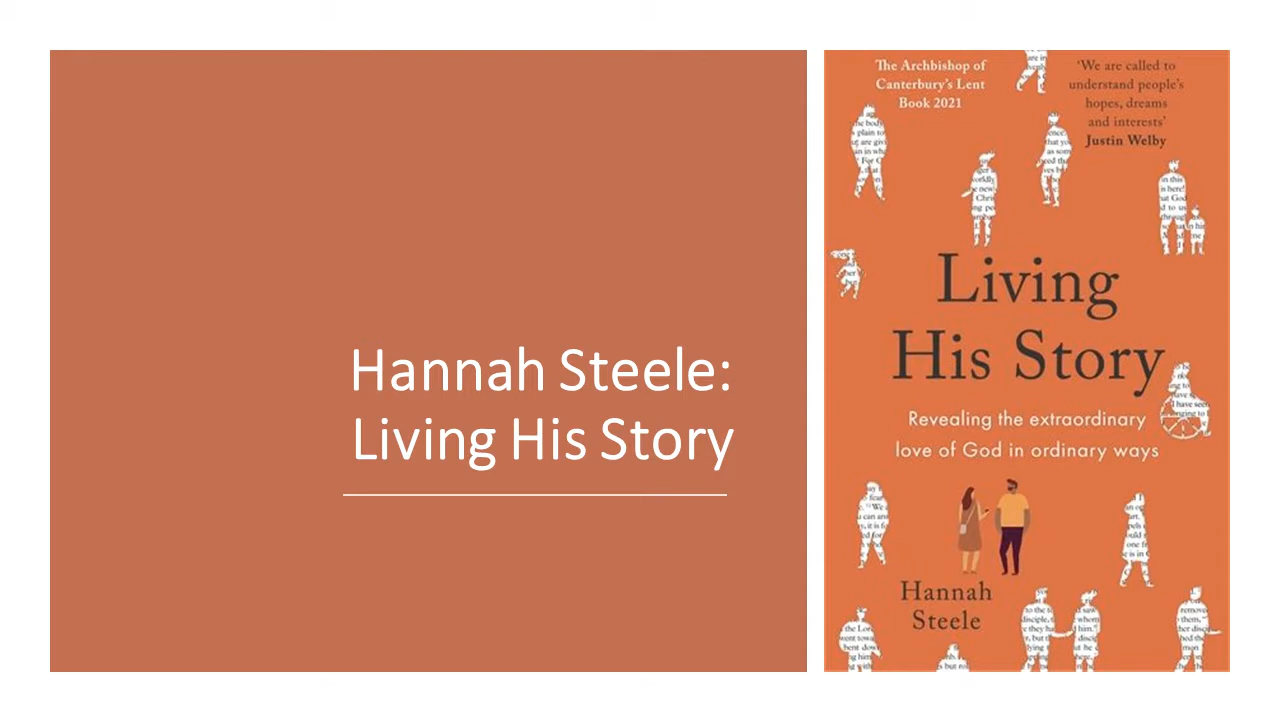 Hannah Steele:
Living His Story
The Archbishop of
Canterbury's Lent
Book 2021
'We are called to
understand people's
hopes, dreams
and interests'
Justin Welby
Living
His Story
Revealing the extraordinary
love of God in ordinary ways
Hannah
Steele